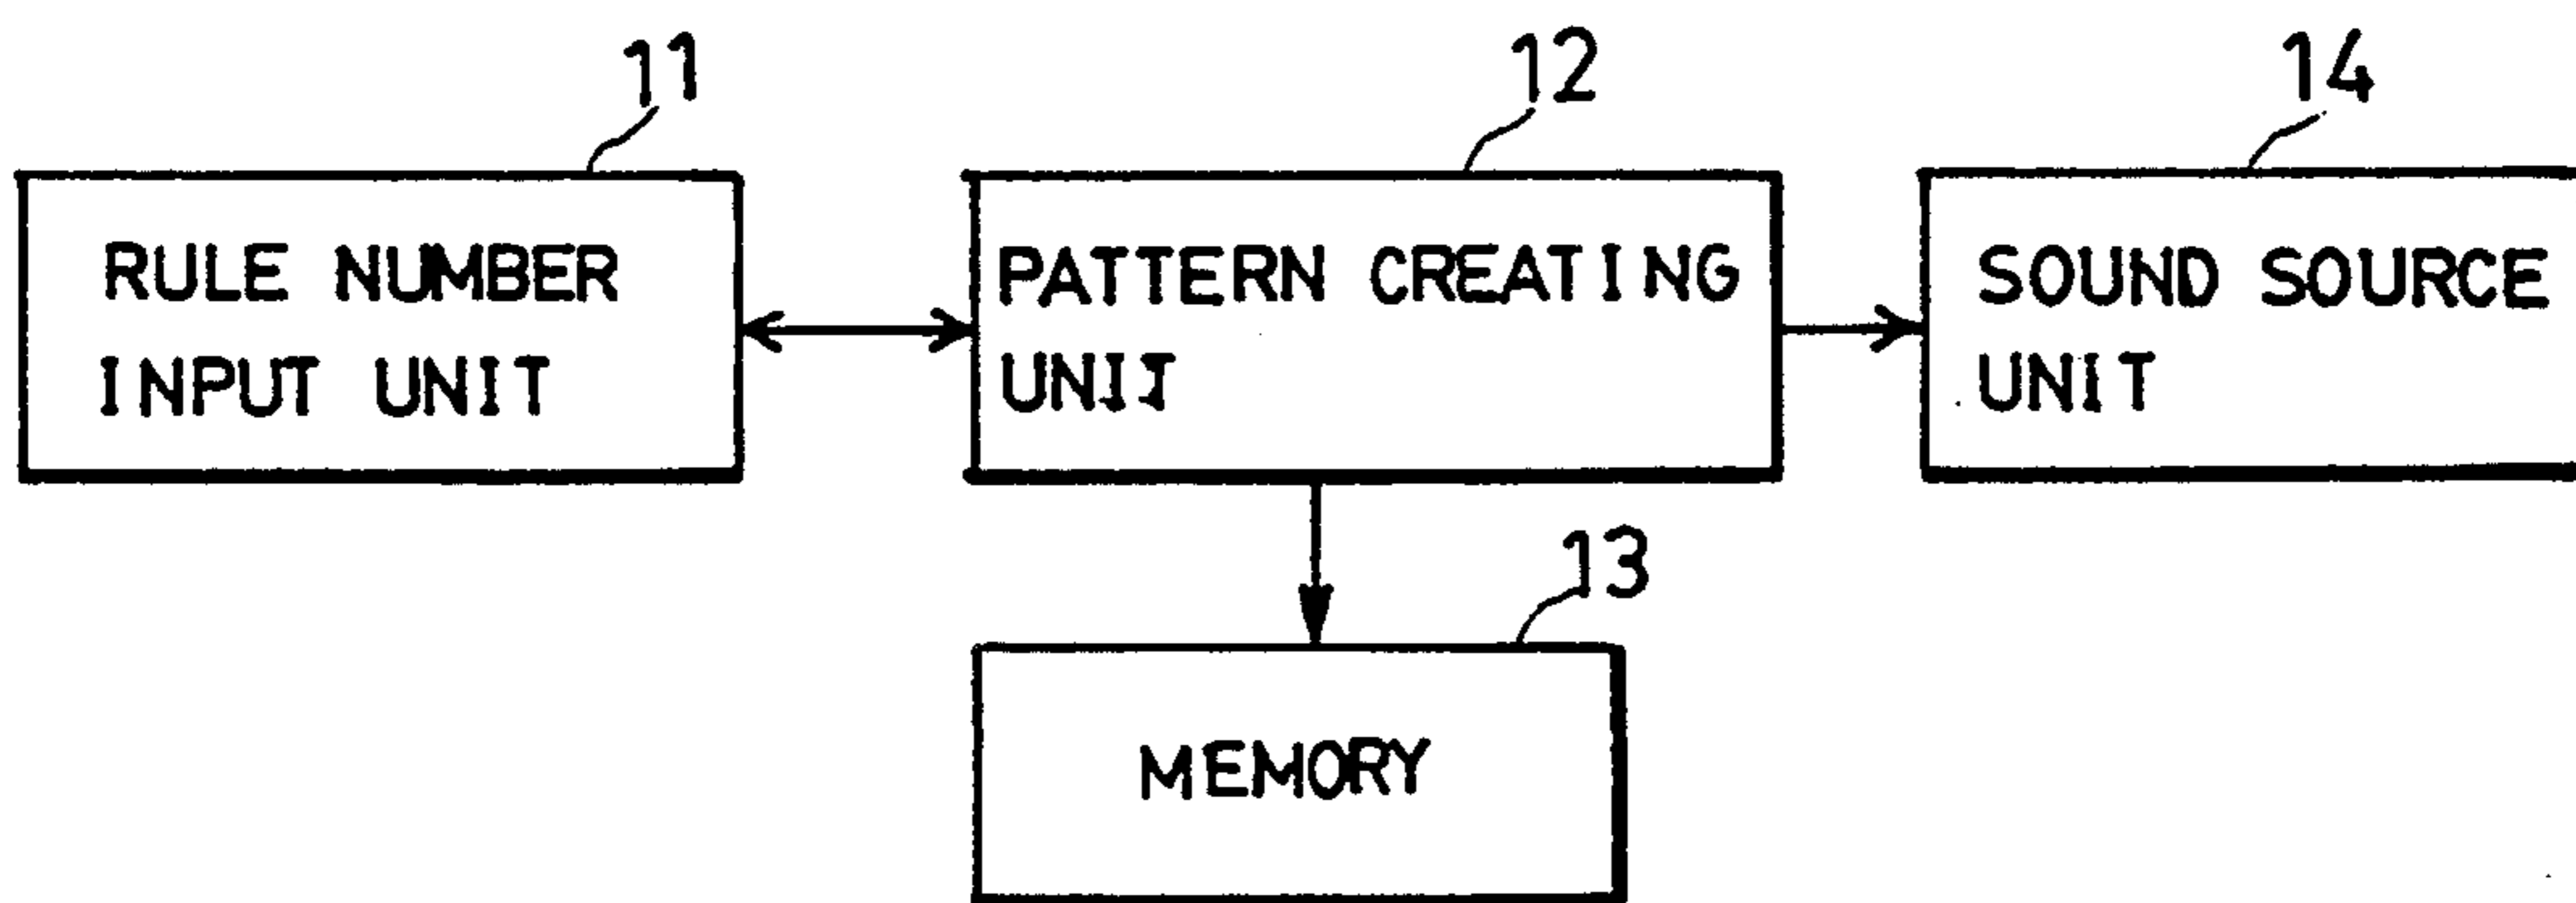 11
12
14
RULE NUMBER
INPUT UNIT
PATTERN CREATING
UNIT
SOUND SOURCE
UNIT
13
MEMORY